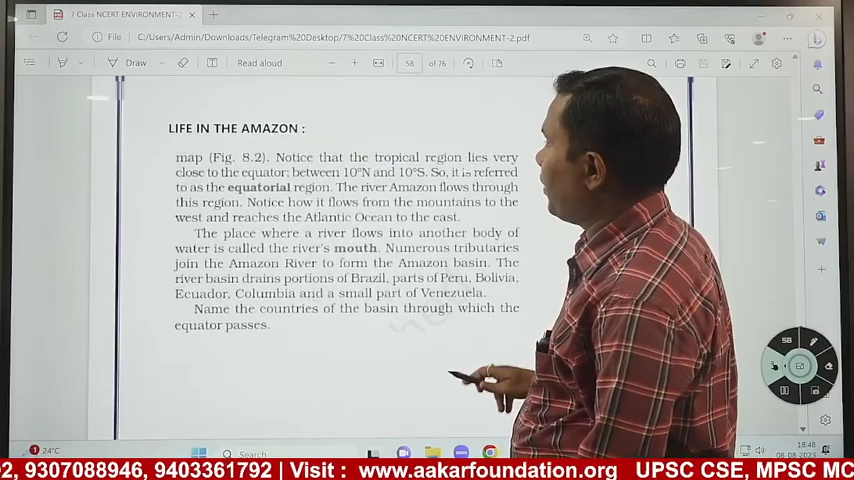 7 Class NCERT ENVIRONMENT-2
File
C:/Users/Admin/Downloads/Telegram%20Desktop/7%20Class%20NCERT%20ENVIRONMENT-2.pdf
Draw
Read aloud
58
of 76
LIFE IN THE AMAZON :
map (Fig. 8.2). Notice that the tropical region lies very
close to the equator; between 10°N and 10°S. So, it is referred
to as the equatorial region. The river Amazon flows through
this region. Notice how it flows from the mountains to the
west and reaches the Atlantic Ocean to the east.
The place where a river flows into another body of
water is called the river's mouth. Numerous tributaries
join the Amazon River to form the Amazon basin. The
river basin drains portions of Brazil, parts of Peru, Bolivia,
Ecuador, Columbia and a small part of Venezuela.
Name the countries of the basin through which the
equator passes.
58
24°C
Search
18:48
08-08-2023
2, 9307088946, 9403361792 | Visit : www.aakarfoundation.org UPSC CSE, MPSC MC